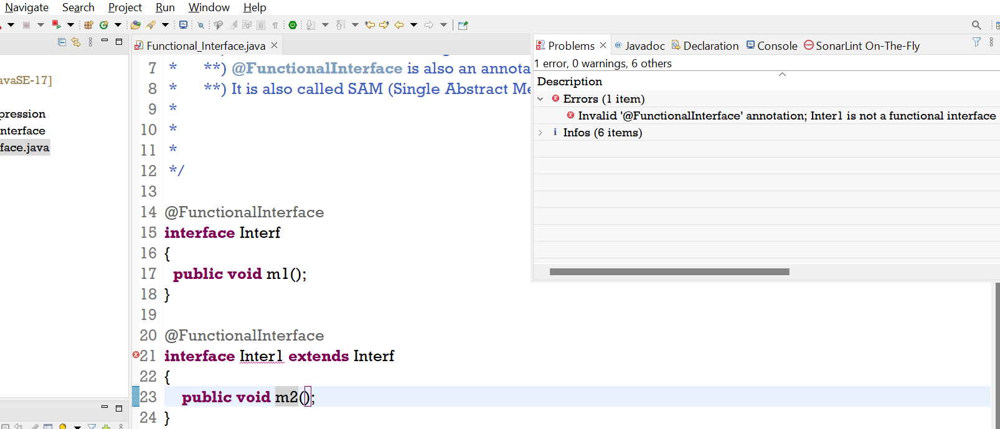 Navigate Search Project Run Window Help
Functional_Interface.java
Problems Javadoc Declaration Console SonarLint On-The-Fly
1 error, 0 warnings, 6 others
Description
Errors (1 item)
Invalid '@FunctionalInterface' annotation; Inter1 is not a functional interface
Infos (6 items)
avaSE-17]
pression
nterface
face.java
7 * **) @FunctionalInterface is also an annota
8 * **) It is also called SAM (Single Abstract Me
9 *
10 *
11 *
12 */
13
14 @FunctionalInterface
15 interface Interf
16 {
17 public void m1();
18 }
19
20 @FunctionalInterface
21 interface Inter1 extends Interf
22 {
23 public void m2();
24 }